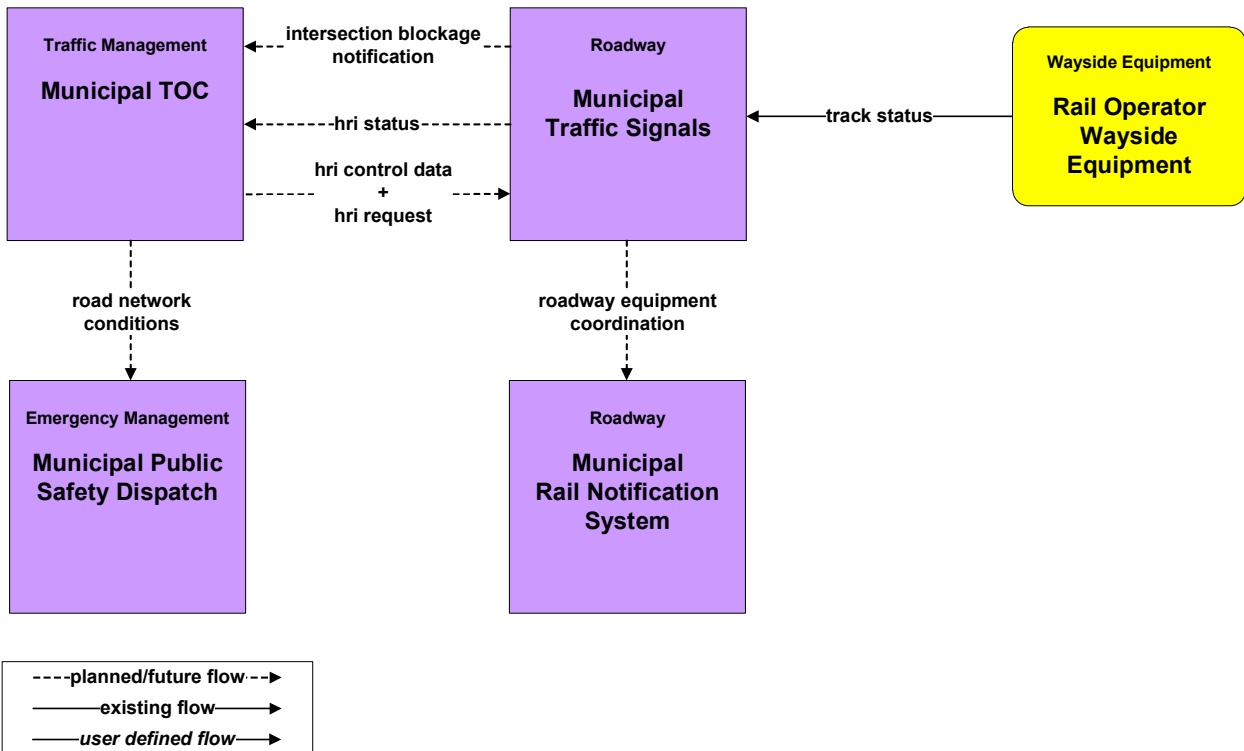 Traffic Management
Municipal TOC
intersection blockage
notification
hri status
hri control data
+
hri request
Roadway
Municipal
Traffic Signals
track status
Wayside Equipment
Rail Operator
Wayside
Equipment
road network
conditions
roadway equipment
coordination
Emergency Management
Municipal Public
Safety Dispatch
Roadway
Municipal
Rail Notification
System
planned/future flow
existing flow
user defined flow